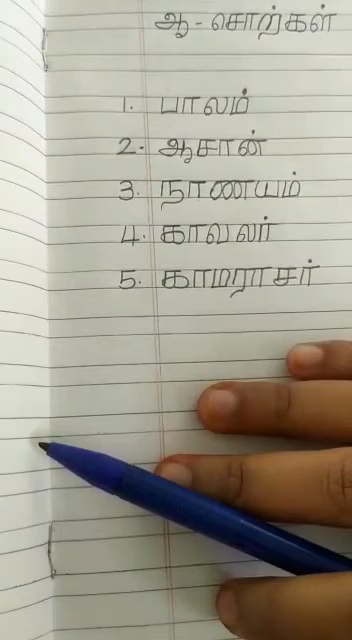 ஆ - சொற்கள்
1. பாலம்
2. ஆசான்
3. நாணயம்
4. காவலர்
5. காமராசர்